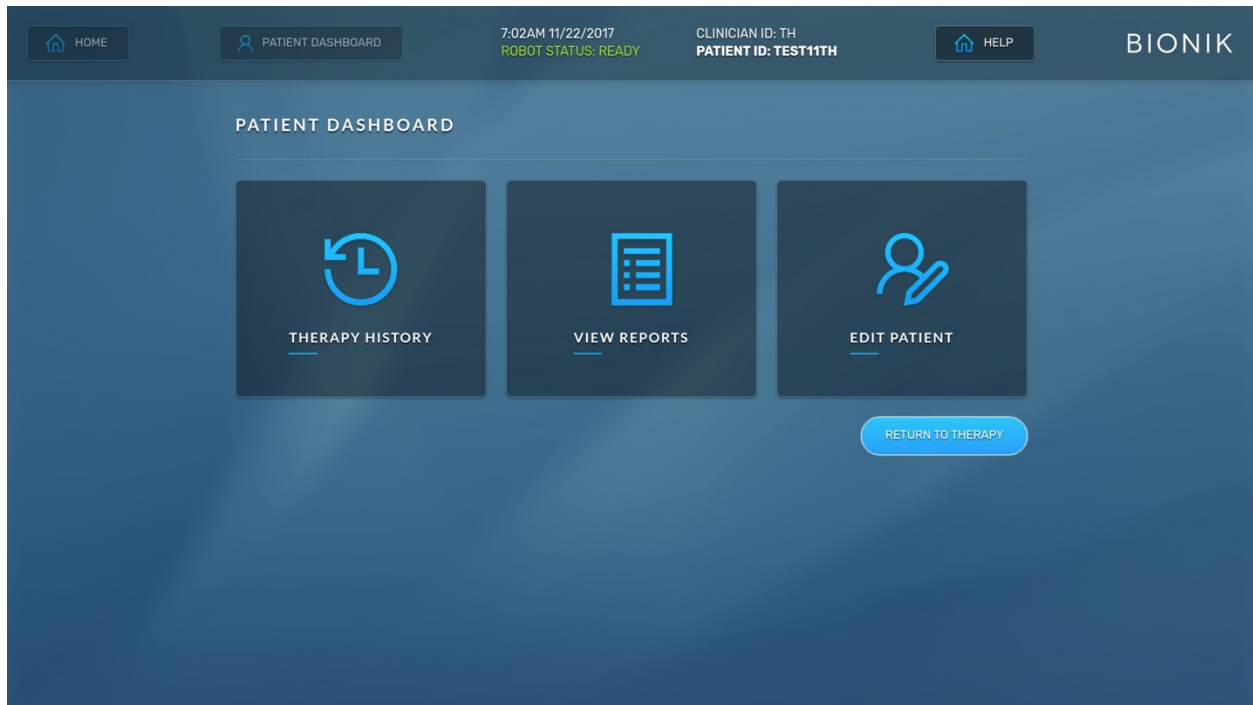 HOME
PATIENT DASHBOARD
7:02AM 11/22/2017
ROBOT STATUS: READY
CLINICIAN ID: TH
PATIENT ID: TEST11TH
HELP
BIONIK
PATIENT DASHBOARD
THERAPY HISTORY
VIEW REPORTS
EDIT PATIENT
RETURN TO THERAPY